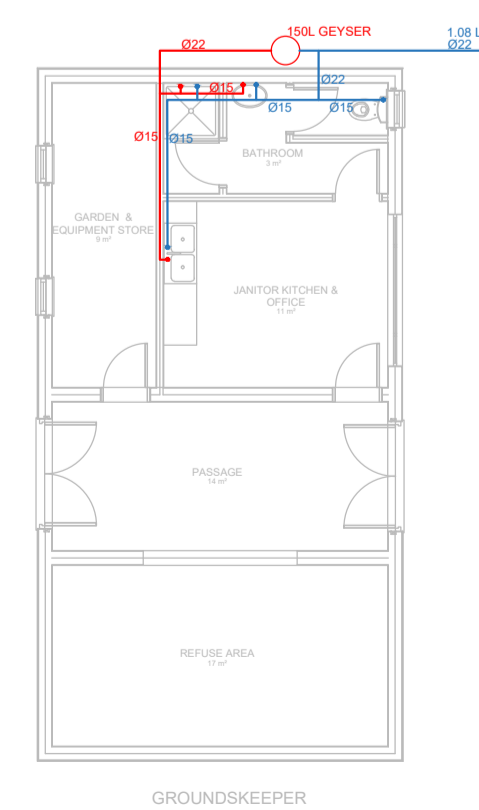 150L GEYSER
1.08 L
Ø22
Ø22
Ø22
Ø15
Ø15
Ø15
Ø15
Ø15
BATHROOM
3 m²
GARDEN &
EQUIPMENT STORE
9 m²
JANITOR KITCHEN &
OFFICE
11 m²
PASSAGE
14 m²
REFUSE AREA
17 m²
GROUNDSKEEPER